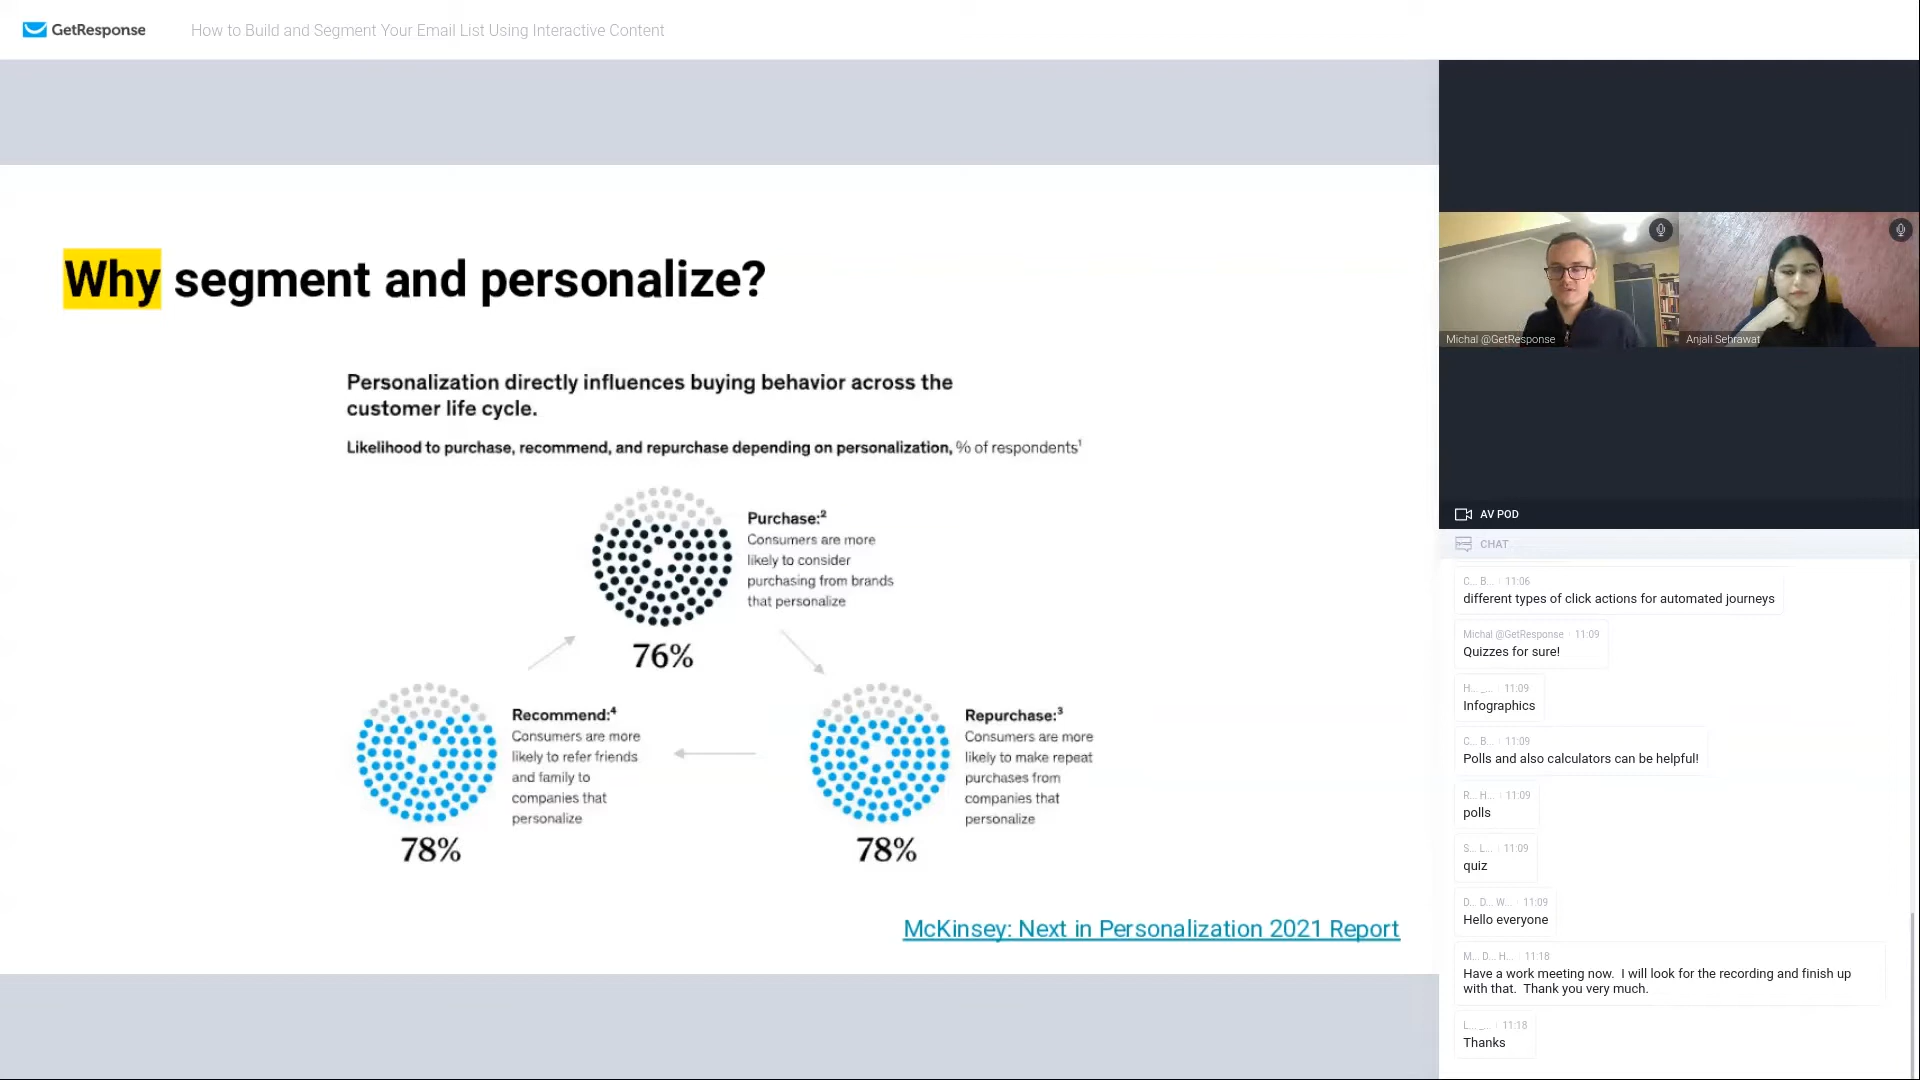 GetResponse
How to Build and Segment Your Email List Using Interactive Content
Why segment and personalize?
Personalization directly influences buying behavior across the
customer life cycle.
Likelihood to purchase, recommend, and repurchase depending on personalization, % of respondents¹
Purchase:²
Consumers are more
likely to consider
purchasing from brands
that personalize
76%
Recommend:⁴
Consumers are more
likely to refer friends
and family to
companies that
personalize
78%
Repurchase:³
Consumers are more
likely to make repeat
purchases from
companies that
personalize
78%
McKinsey: Next in Personalization 2021 Report
Michal @GetResponse
Anjali Sehrawat
AV POD
CHAT
C... B... 11:06
different types of click actions for automated journeys
Michal @GetResponse 11:09
Quizzes for sure!
H... _... 11:09
Infographics
C... B... 11:09
Polls and also calculators can be helpful!
R... H... 11:09
polls
S... L... 11:09
quiz
D... D... W... 11:09
Hello everyone
M... D... H... 11:18
Have a work meeting now. I will look for the recording and finish up
with that. Thank you very much.
L... _... 11:18
Thanks